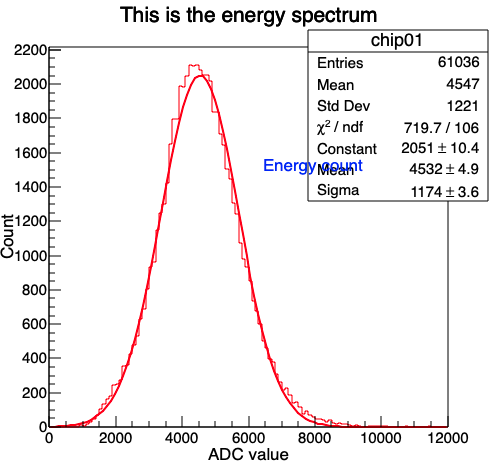 This is the energy spectrum
chip01
Entries 61036
Mean 4547
Std Dev 1221
χ² / ndf 719.7 / 106
Constant 2051 ± 10.4
Mean 4532 ± 4.9
Sigma 1174 ± 3.6
Energy count
Count
2200
2000
1800
1600
1400
1200
1000
800
600
400
200
0
0 2000 4000 6000 8000 10000 12000
ADC value